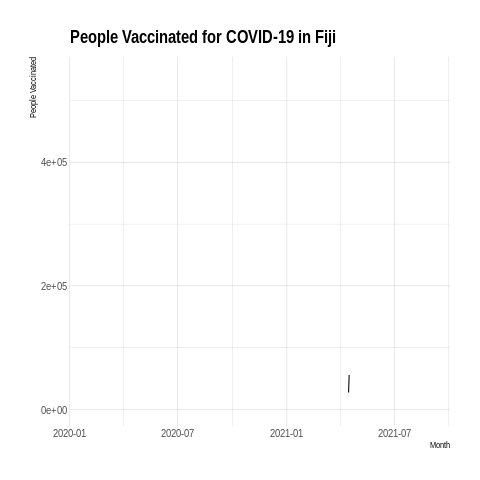 People Vaccinated for COVID-19 in Fiji
People Vaccinated
4e+05
2e+05
0e+00
2020-01
2020-07
2021-01
2021-07
Month